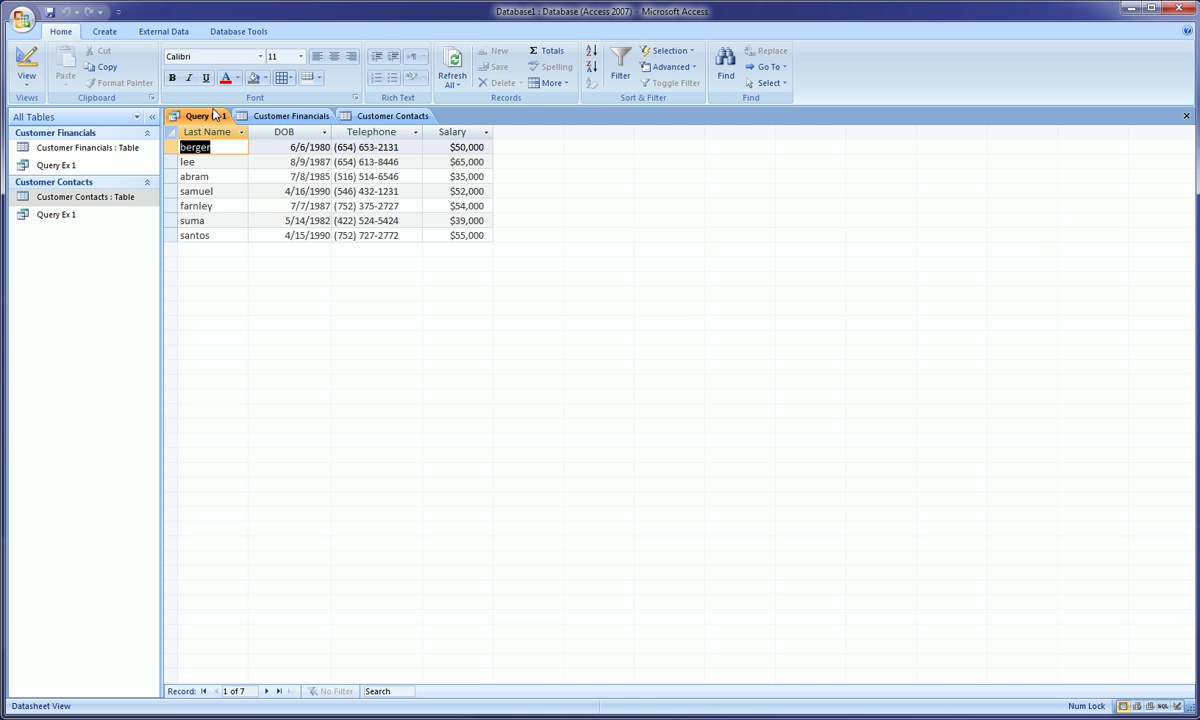 Database1 : Database (Access 2007) - Microsoft Access
Home Create External Data Database Tools
View
Views
Paste
Cut
Copy
Format Painter
Clipboard
Calibri 11
B I U A
Font
Rich Text
Refresh All
New
Save
Delete
Totals
Spelling
More
Records
Filter
Selection
Advanced
Toggle Filter
Sort & Filter
Find
Replace
Go To
Select
Find
All Tables
Customer Financials
Customer Financials : Table
Query Ex 1
Customer Contacts
Customer Contacts : Table
Query Ex 1
Query 1 Customer Financials Customer Contacts
Last Name DOB Telephone Salary
berger 6/6/1980 (654) 653-2131 $50,000
lee 8/9/1987 (654) 613-8446 $65,000
abram 7/8/1985 (516) 514-6546 $35,000
samuel 4/16/1990 (546) 432-1231 $52,000
farnley 7/7/1987 (752) 375-2727 $54,000
suma 5/14/1982 (422) 524-5424 $39,000
santos 4/15/1990 (752) 727-2772 $55,000
Record: 1 of 7 No Filter Search
Datasheet View Num Lock SQL